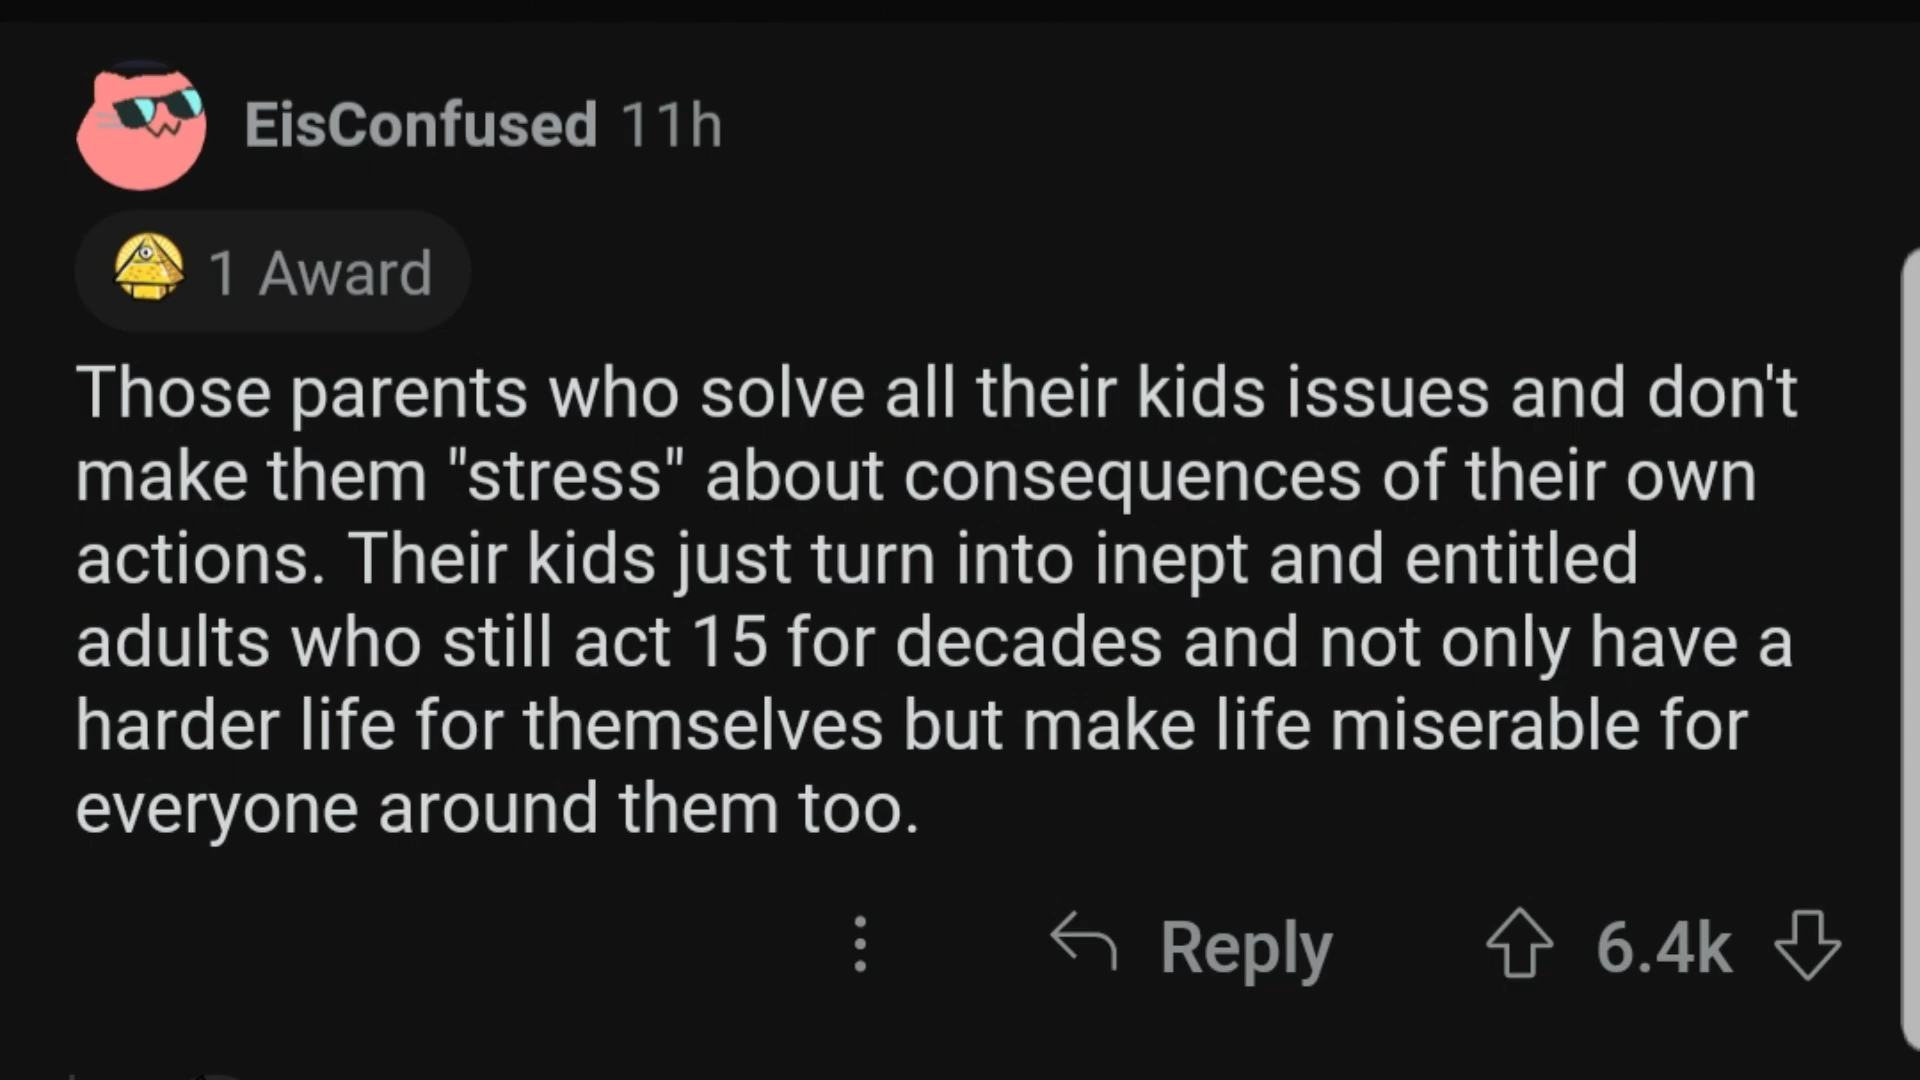 EisConfused 11h
1 Award
Those parents who solve all their kids issues and don't
make them "stress" about consequences of their own
actions. Their kids just turn into inept and entitled
adults who still act 15 for decades and not only have a
harder life for themselves but make life miserable for
everyone around them too.
Reply 6.4k